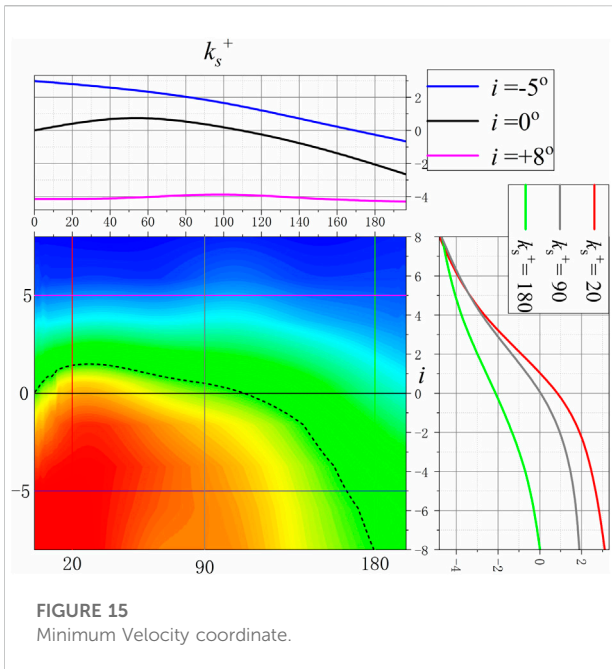 k_s^+
i =-5°
i =0°
i =+8°
2
0
-2
-4
0 20 40 60 80 100 120 140 160 180
k_s^+=180
k_s^+=90
k_s^+=20
5
0
-5
20 90 180
8
6
4
2
0
-2
-4
-6
-8
i
-4 -2 0 2
FIGURE 15
Minimum Velocity coordinate.